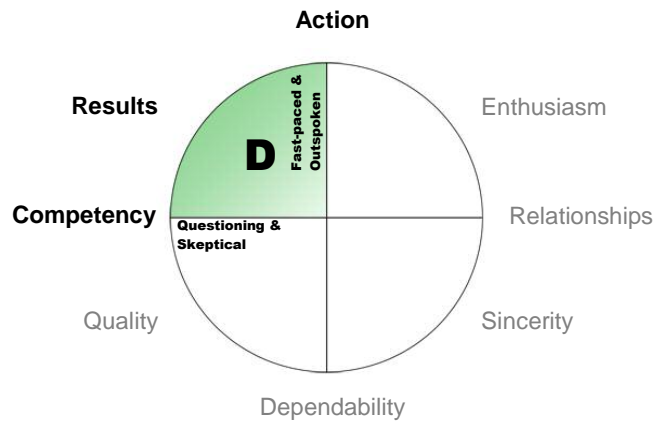 Action
Results
Enthusiasm
Fast-paced &
Outspoken
D
Competency
Relationships
Questioning &
Skeptical
Quality
Sincerity
Dependability